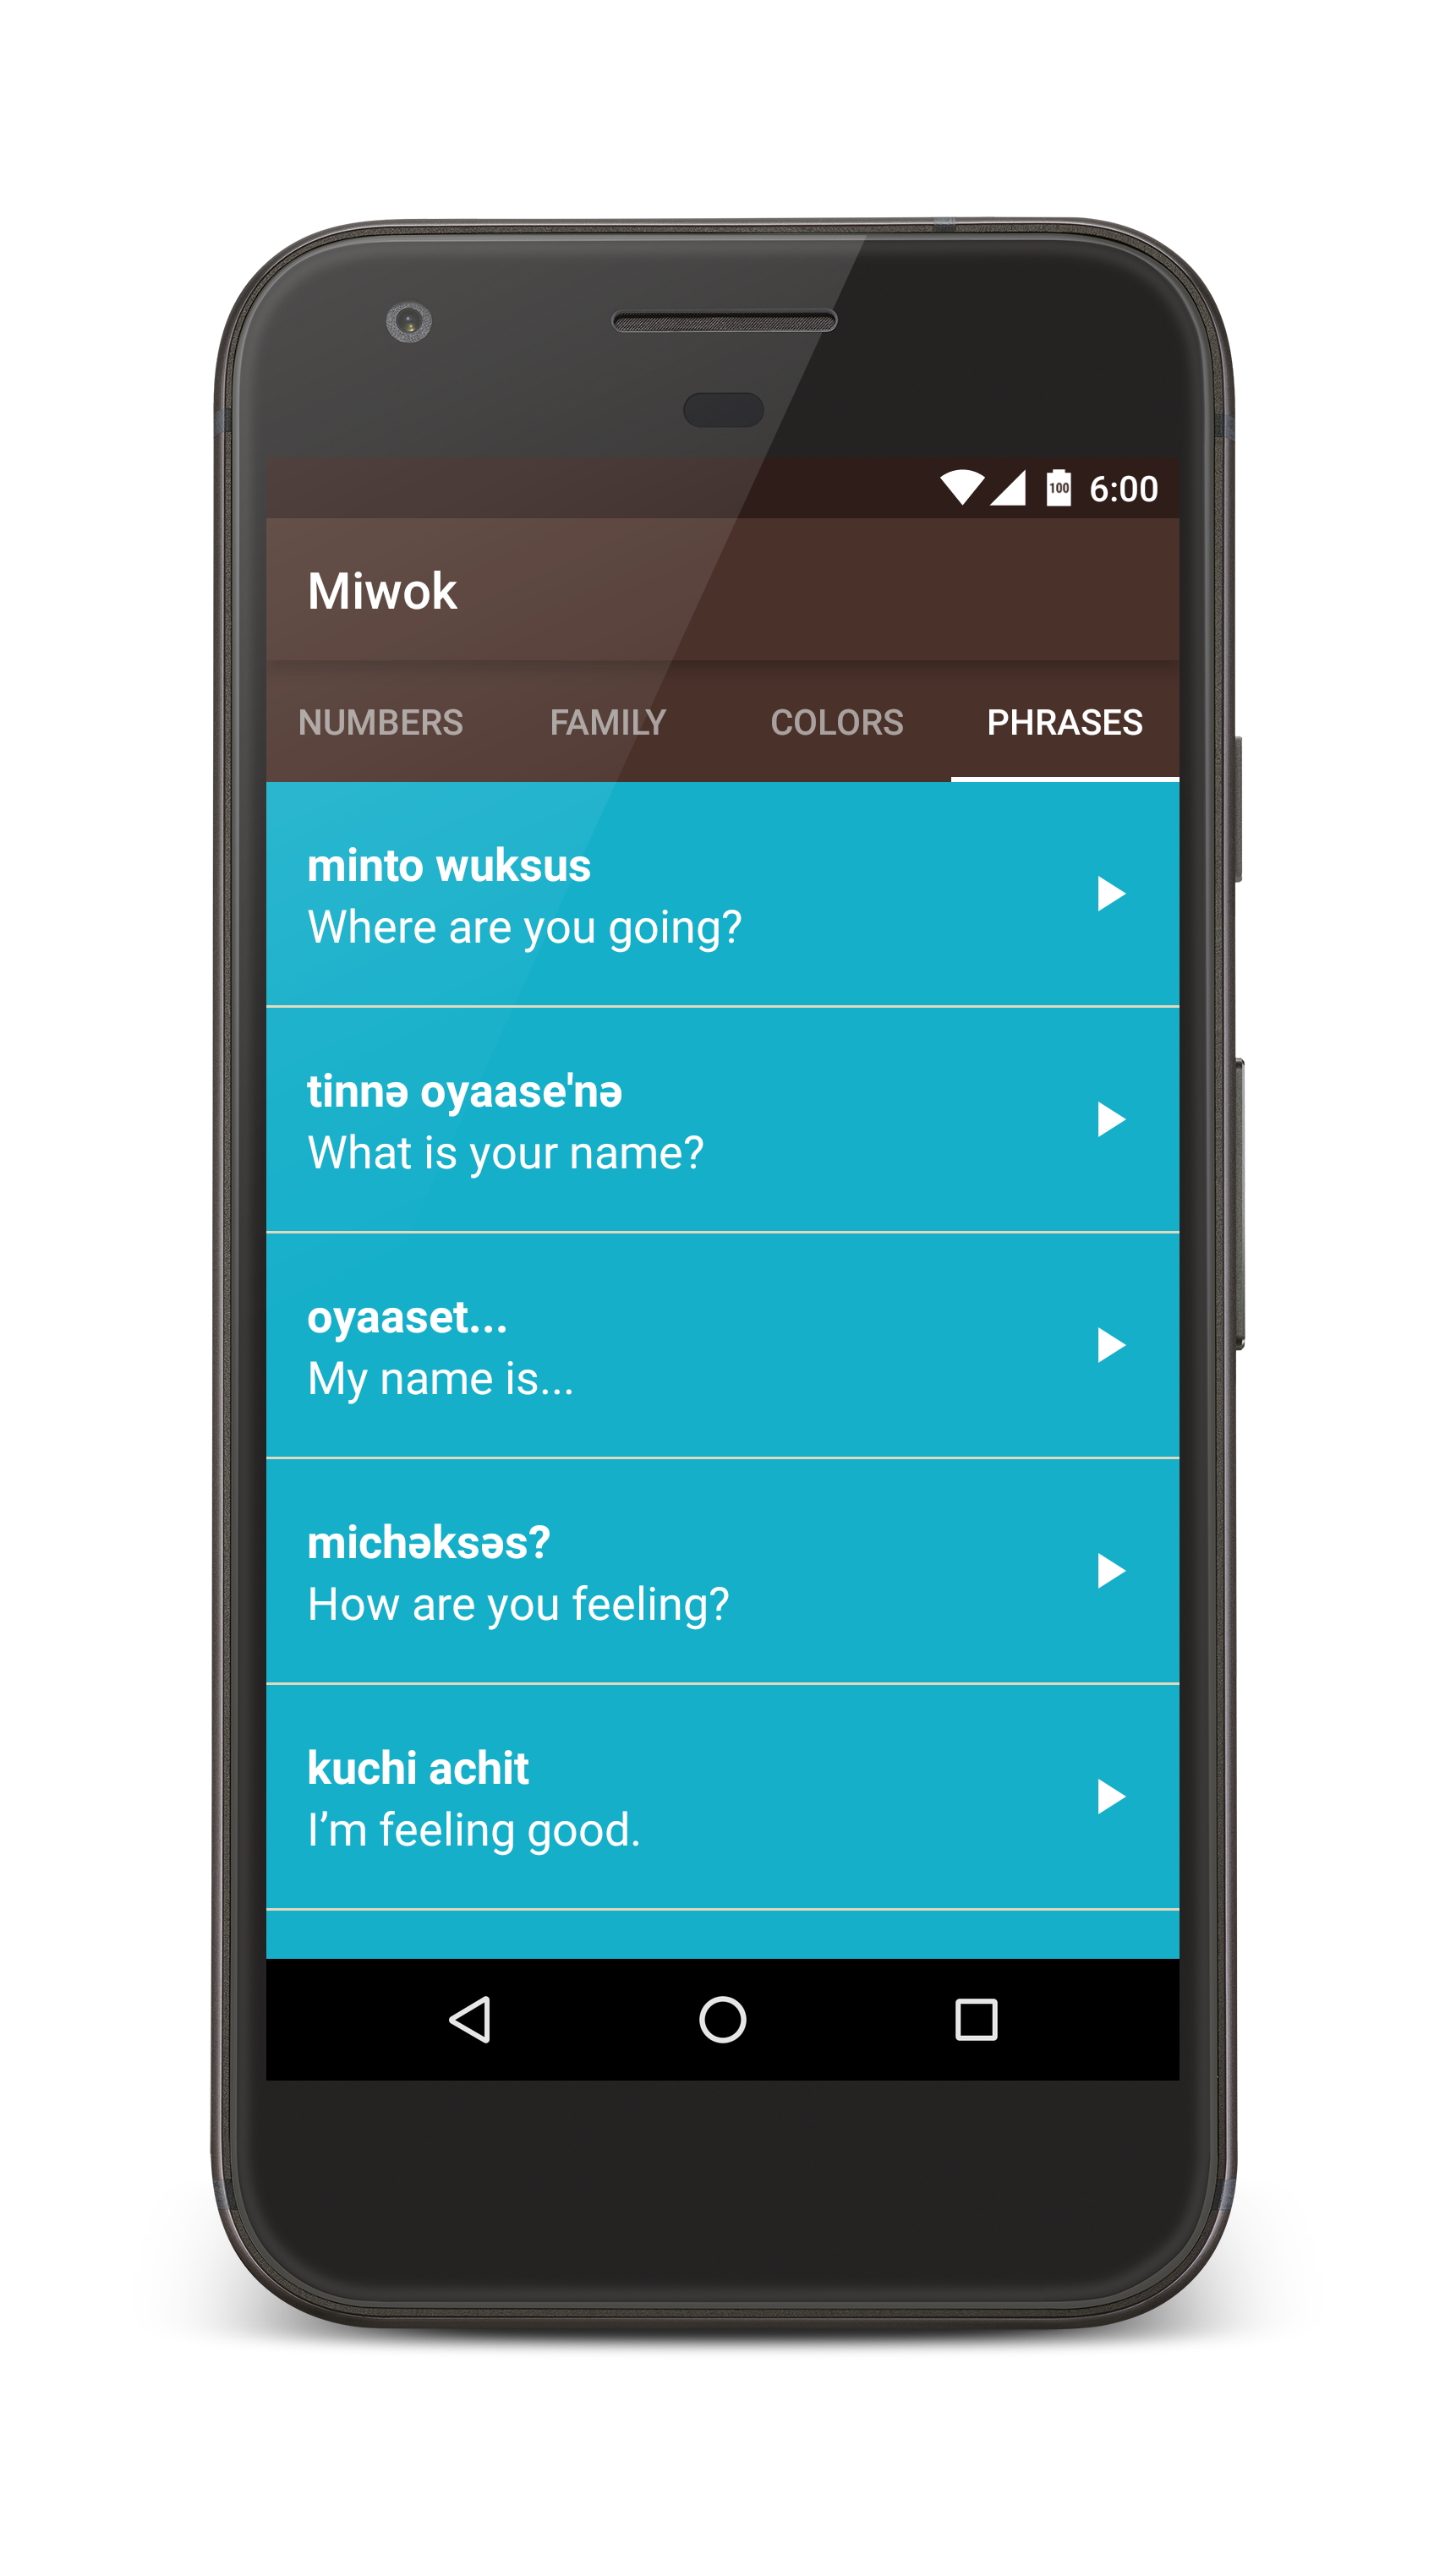 100 6:00
Miwok
NUMBERS FAMILY COLORS PHRASES
minto wuksus
Where are you going?
tinnə oyaase'nə
What is your name?
oyaaset...
My name is...
michəksəs?
How are you feeling?
kuchi achit
I’m feeling good.